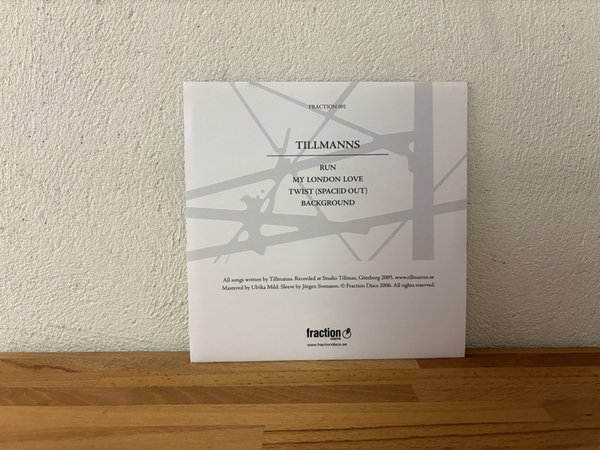 FRACTION 001
TILLMANNS
RUN
MY LONDON LOVE
TWIST (SPACED OUT)
BACKGROUND
All songs written by Tillmanns. Recorded at Studio Tillman, Göteborg 2005. www.tillmanns.se
Mastered by Ulrika Mild. Sleeve by Jörgen Svensson. © Fraction Discs 2006. All rights reserved.
fraction
DISCS
www.fractiondiscs.se